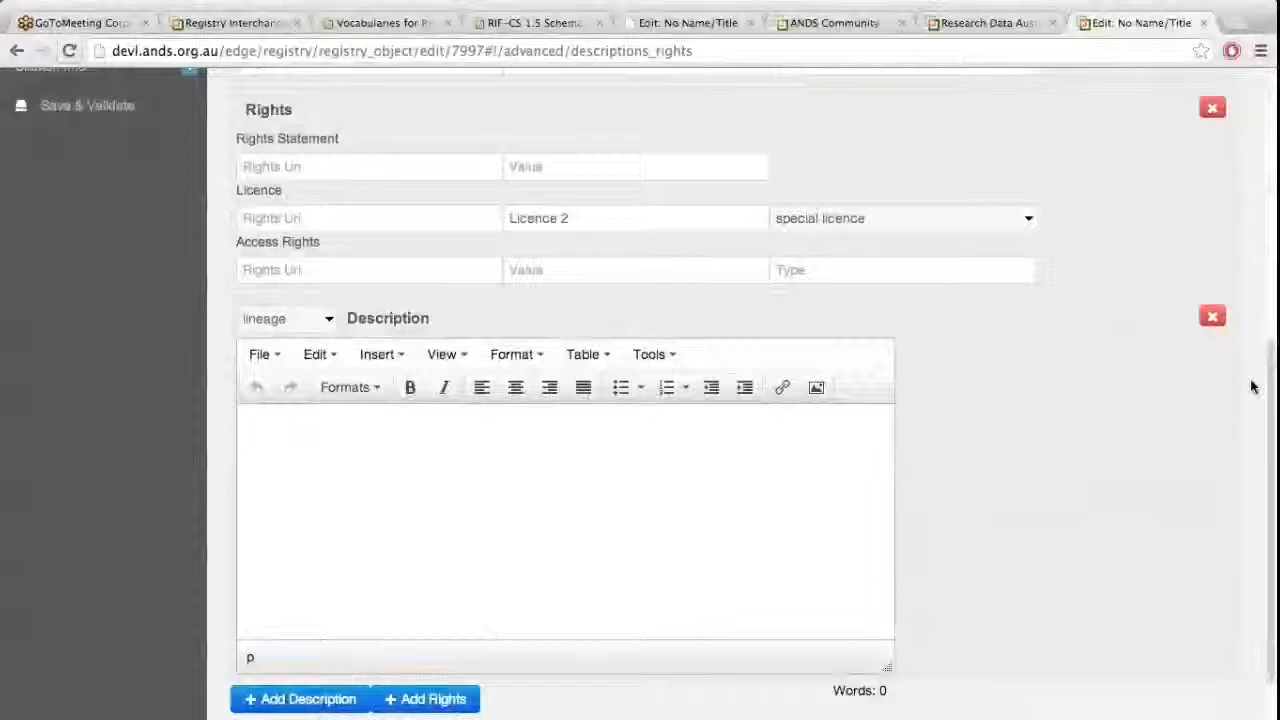 GoToMeeting Cor
Registry Interchan
Vocabularies for R
RIF-CS 1.5 Schema
Edit: No Name/Title
ANDS Community
Research Data Aus
Edit: No Name/Title
devl.ands.org.au/edge/registry/registry_object/edit/7997#!/advanced/descriptions_rights
Save & Validate
Rights
Rights Statement
Rights Uri Value
Licence
Rights Uri Licence 2 special licence
Access Rights
Rights Uri Value Type
lineage Description
File Edit Insert View Format Table Tools
Formats B I
p
+ Add Description + Add Rights
Words: 0